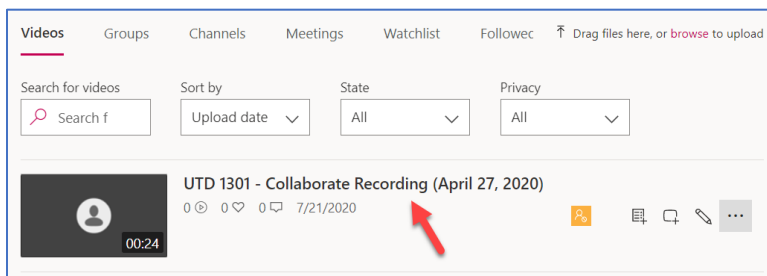 Videos Groups Channels Meetings Watchlist Followec Drag files here, or browse to upload
Search for videos Sort by State Privacy
Search f Upload date All All
UTD 1301 - Collaborate Recording (April 27, 2020)
0 0 0 7/21/2020
00:24